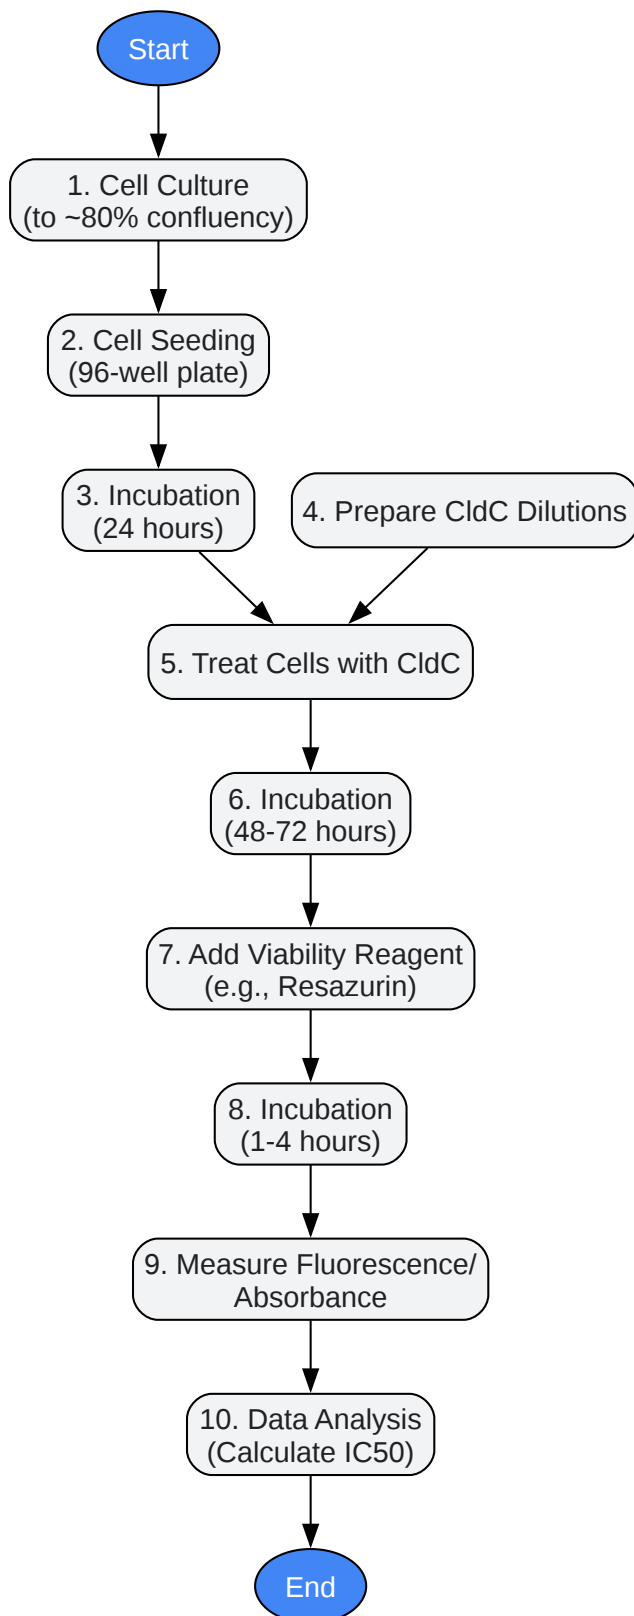 Start
1. Cell Culture
(to ~80% confluency)
2. Cell Seeding
(96-well plate)
3. Incubation
(24 hours)
4. Prepare CldC Dilutions
5. Treat Cells with CldC
6. Incubation
(48-72 hours)
7. Add Viability Reagent
(e.g., Resazurin)
8. Incubation
(1-4 hours)
9. Measure Fluorescence/
Absorbance
10. Data Analysis
(Calculate IC50)
End